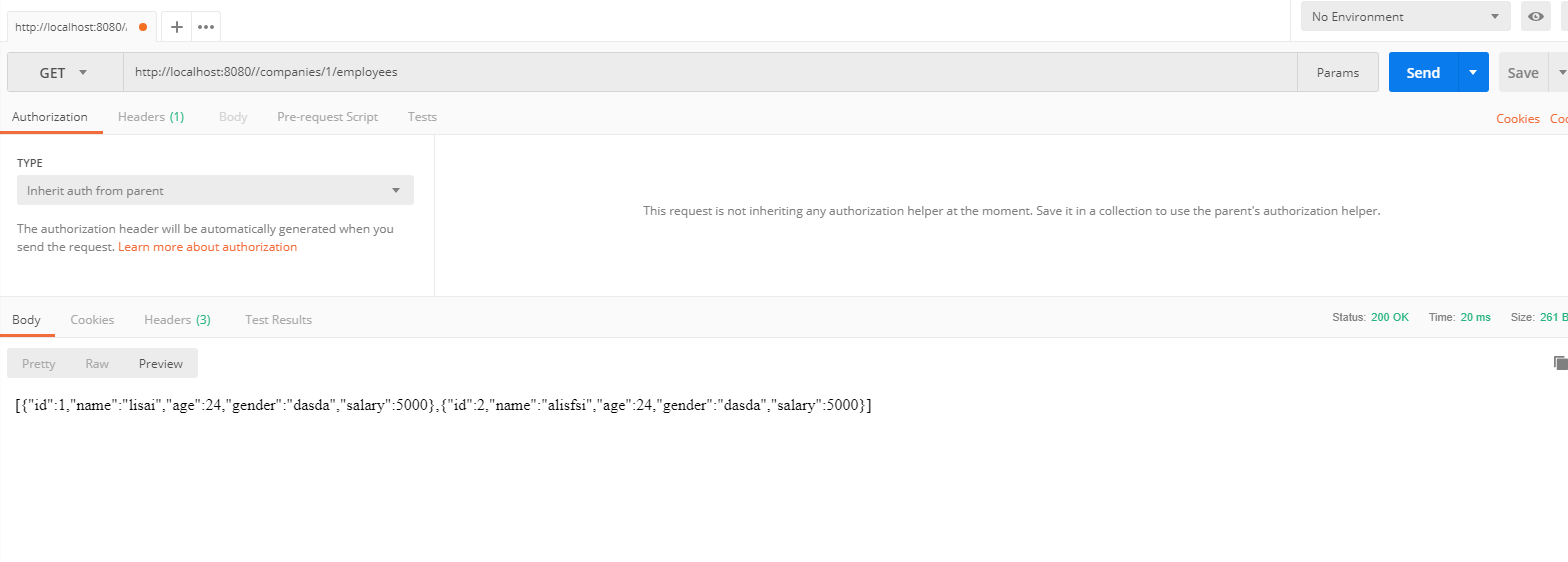 http://localhost:8080/. + •••
No Environment
GET http://localhost:8080//companies/1/employees Params Send Save
Authorization Headers (1) Body Pre-request Script Tests Cookies
TYPE
Inherit auth from parent
The authorization header will be automatically generated when you
send the request. Learn more about authorization
This request is not inheriting any authorization helper at the moment. Save it in a collection to use the parent's authorization helper.
Body Cookies Headers (3) Test Results Status: 200 OK Time: 20 ms Size: 261 B
Pretty Raw Preview
[{"id":1,"name":"lisai","age":24,"gender":"dasda","salary":5000},{"id":2,"name":"alisfsi","age":24,"gender":"dasda","salary":5000}]